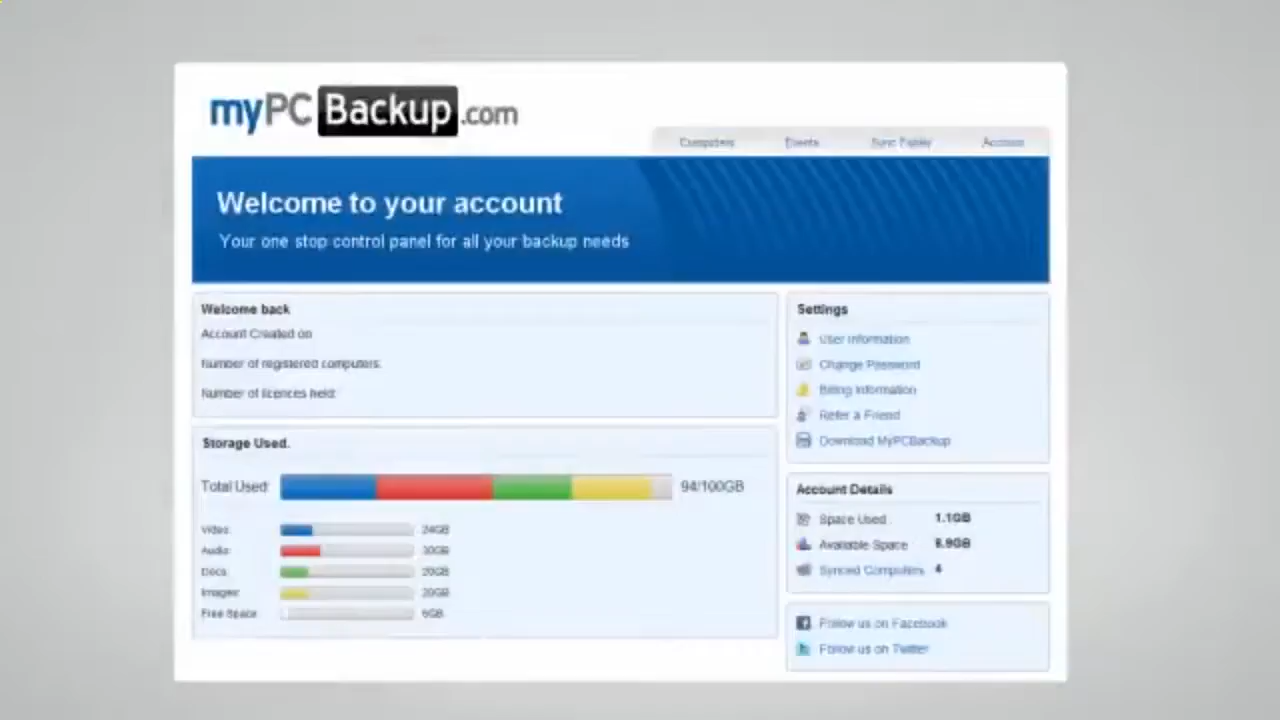 myPCBackup.com
Computers Events Sync Folder Account
Welcome to your account
Your one stop control panel for all your backup needs
Welcome back
Account Created on
Number of registered computers:
Number of licences held:
Storage Used.
Total Used: 94/100GB
Video: 24GB
Audio: 30GB
Docs: 20GB
Images: 20GB
Free Space: 6GB
Settings
User Information
Change Password
Billing Information
Refer a Friend
Download MyPCBackup
Account Details
Space Used 1.1GB
Available Space 8.9GB
Synced Computers 4
Follow us on Facebook
Follow us on Twitter